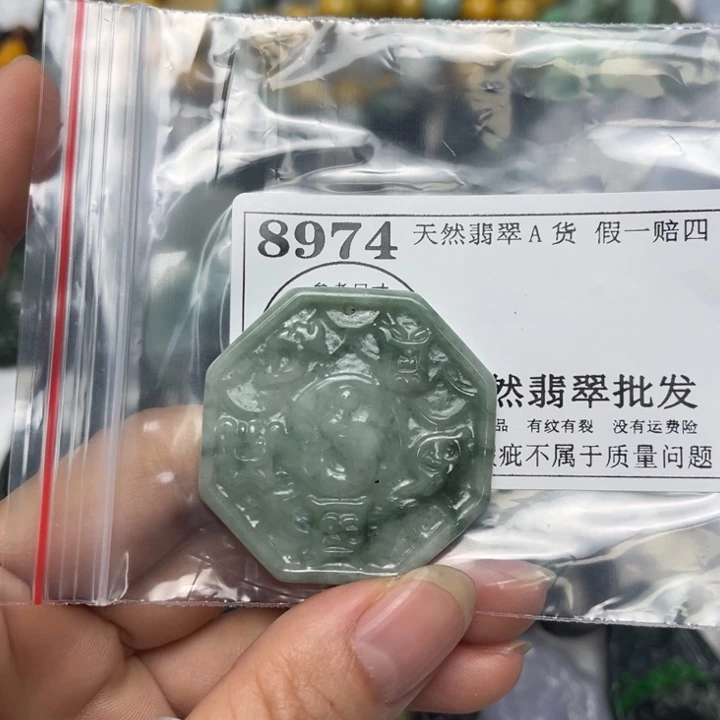 8974 天然翡翠A货 假一赔四
然翡翠批发
品 有纹有裂 没有运费险
疵不属于质量问题